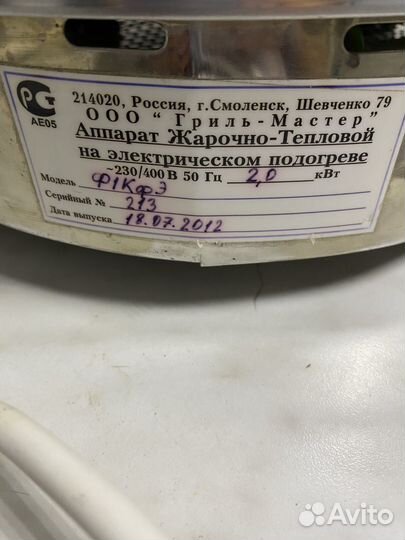 РСТ
АЕ05
214020, Россия, г.Смоленск, Шевченко 79
ООО “ Гриль-Мастер ”
Аппарат Жарочно-Тепловой
на электрическом подогреве
~230/400 В 50 Гц 2,0 кВт
Модель Ф1КфЭ
Серийный № 213
Дата выпуска 18.07.2012
Avito